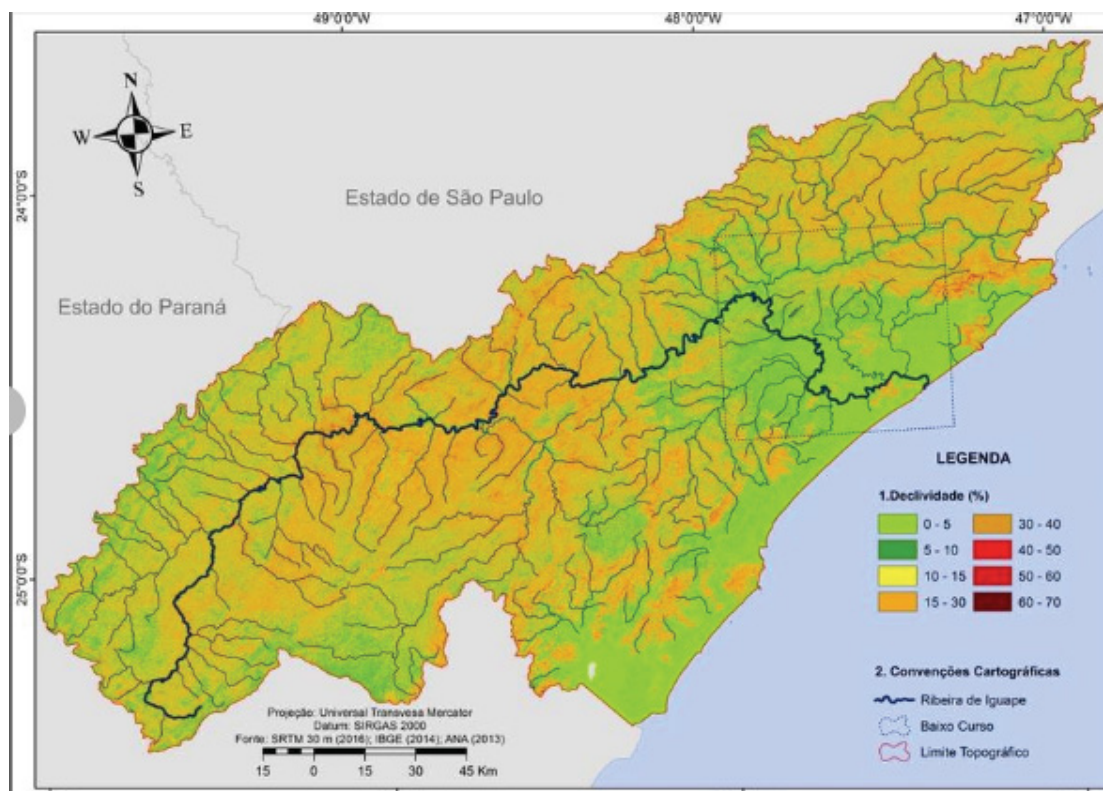 49°0'0"W 48°0'0"W 47°0'0"W
N
W E
S
24°0'0"S
Estado de São Paulo
Estado do Paraná
25°0'0"S
LEGENDA
1.Declividade (%)
0 - 5 30 - 40
5 - 10 40 - 50
10 - 15 50 - 60
15 - 30 60 - 70
2. Convenções Cartográficas
Ribeira de Iguape
Baixo Curso
Limite Topográfico
Projeção: Universal Transvesa Mercator
Datum: SIRGAS 2000
Fonte: SRTM 30 m (2016); IBGE (2014); ANA (2013)
15 0 15 30 45 Km